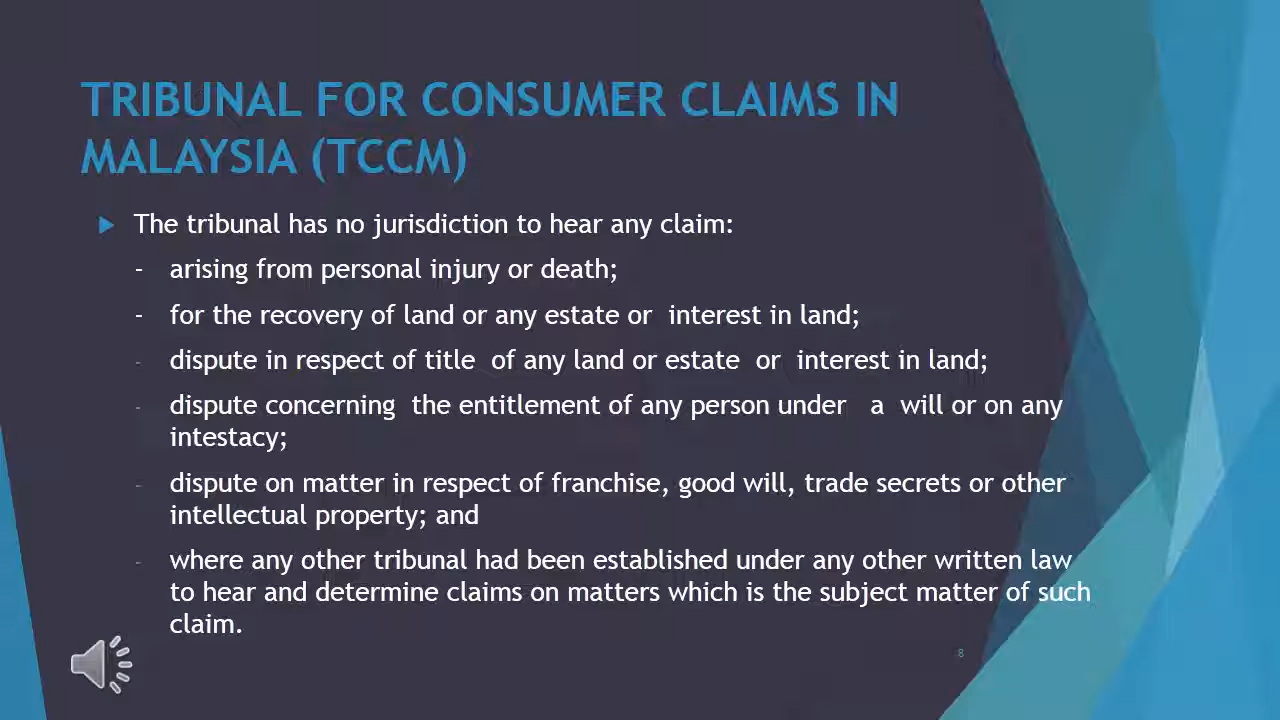 TRIBUNAL FOR CONSUMER CLAIMS IN
MALAYSIA (TCCM)
The tribunal has no jurisdiction to hear any claim:
- arising from personal injury or death;
- for the recovery of land or any estate or interest in land;
- dispute in respect of title of any land or estate or interest in land;
- dispute concerning the entitlement of any person under a will or on any
intestacy;
- dispute on matter in respect of franchise, good will, trade secrets or other
intellectual property; and
- where any other tribunal had been established under any other written law
to hear and determine claims on matters which is the subject matter of such
claim.
8